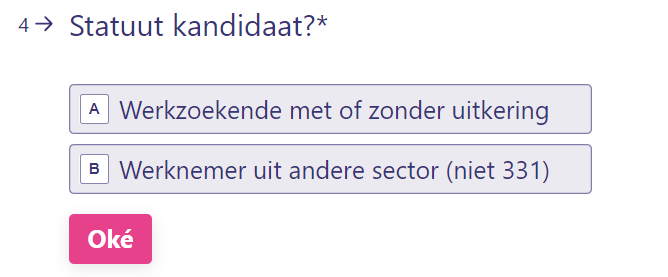 4→ Statuut kandidaat?*
A Werkzoekende met of zonder uitkering
B Werknemer uit andere sector (niet 331)
Oké